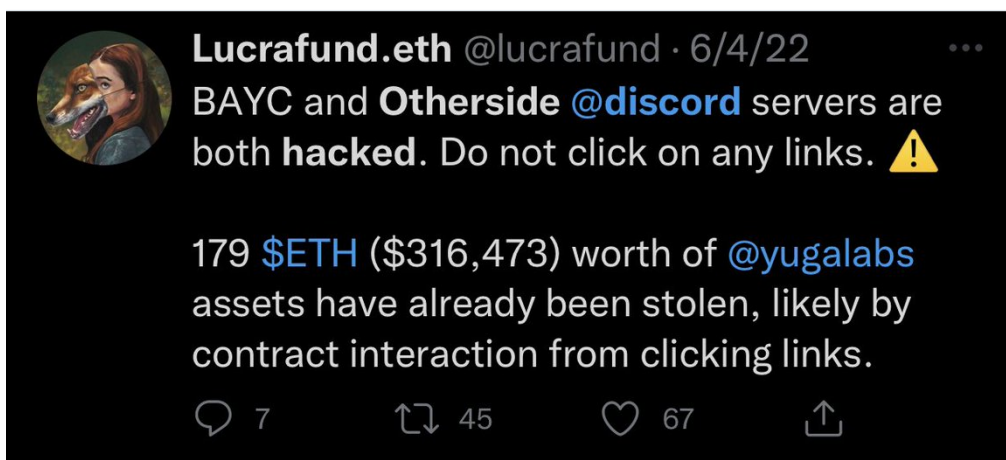 Lucrafund.eth @lucrafund · 6/4/22
BAYC and Otherside @discord servers are
both hacked. Do not click on any links. ⚠️
179 $ETH ($316,473) worth of @yugalabs
assets have already been stolen, likely by
contract interaction from clicking links.
7 45 67